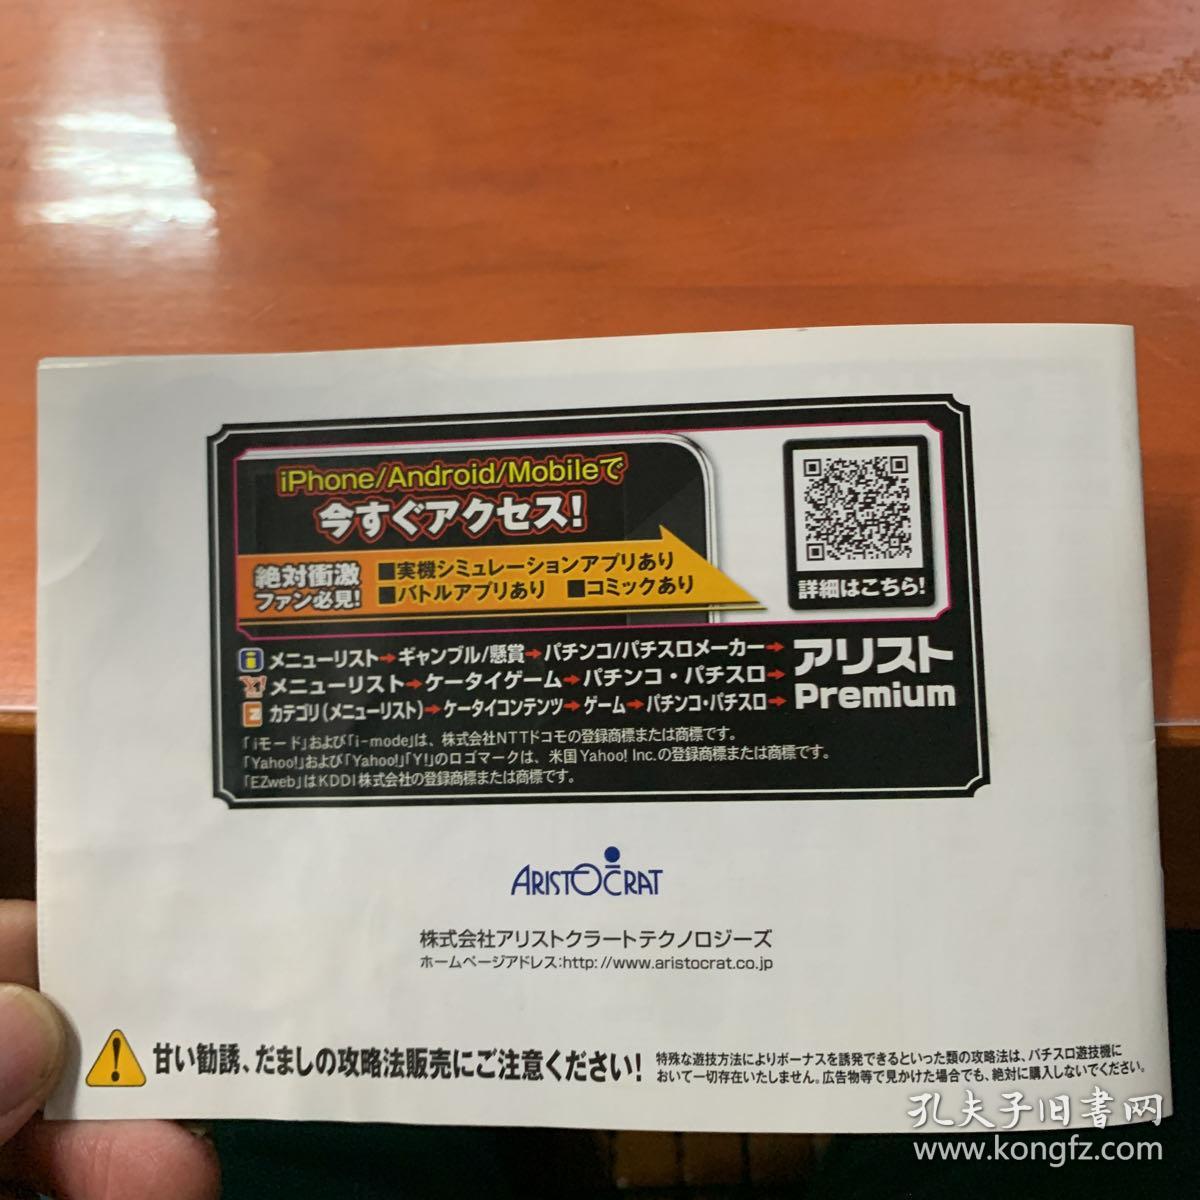 iPhone/Android/Mobileで
今すぐアクセス!
絶対衝激
ファン必見!
■実機シミュレーションアプリあり
■バトルアプリあり ■コミックあり
詳細はこちら!
メニューリスト→ギャンブル/懸賞→パチンコ/パチスロメーカー→
Y! メニューリスト→ケータイゲーム→パチンコ・パチスロ→
カテゴリ(メニューリスト)→ケータイコンテンツ→ゲーム→パチンコ・パチスロ→
アリスト
Premium
「iモード」および「i-mode」は、株式会社NTTドコモの登録商標または商標です。
「Yahoo!」および「Yahoo!」「Y!」のロゴマークは、米国Yahoo! Inc.の登録商標または商標です。
「EZweb」はKDDI株式会社の登録商標または商標です。
ARISTOCRAT
株式会社アリストクラートテクノロジーズ
ホームページアドレス:http://www.aristocrat.co.jp
甘い勧誘、だましの攻略法販売にご注意ください!
特殊な遊技方法によりボーナスを誘発できるといった類の攻略法は、パチスロ遊技機に
おいて一切存在いたしません。広告物等で見かけた場合でも、絶対に購入しないでください。
孔夫子旧书网
www.kongfz.com